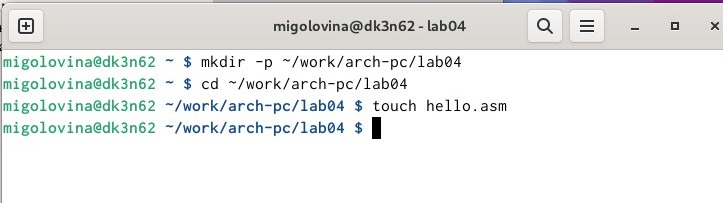 migolovina@dk3n62 - lab04
migolovina@dk3n62 ~ $ mkdir -p ~/work/arch-pc/lab04
migolovina@dk3n62 ~ $ cd ~/work/arch-pc/lab04
migolovina@dk3n62 ~/work/arch-pc/lab04 $ touch hello.asm
migolovina@dk3n62 ~/work/arch-pc/lab04 $